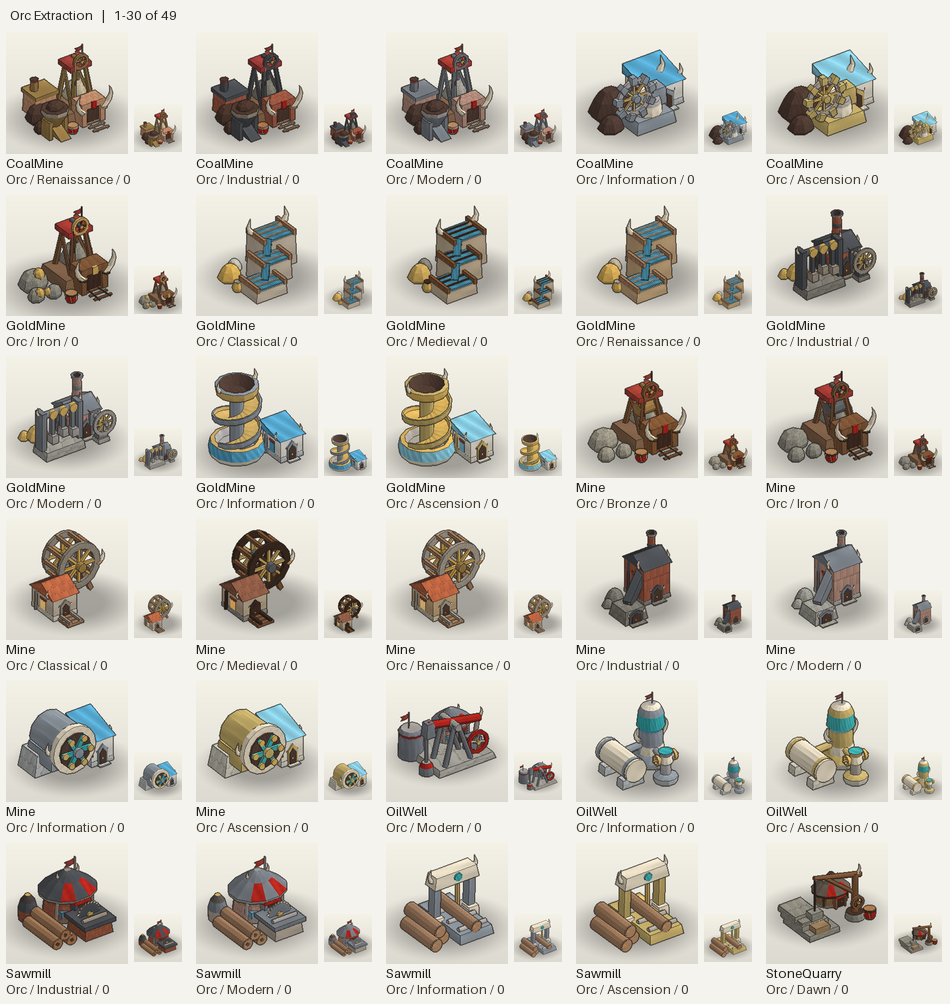 Orc Extraction | 1-30 of 49
CoalMine
Orc / Renaissance / 0
CoalMine
Orc / Industrial / 0
CoalMine
Orc / Modern / 0
CoalMine
Orc / Information / 0
CoalMine
Orc / Ascension / 0
GoldMine
Orc / Iron / 0
GoldMine
Orc / Classical / 0
GoldMine
Orc / Medieval / 0
GoldMine
Orc / Renaissance / 0
GoldMine
Orc / Industrial / 0
GoldMine
Orc / Modern / 0
GoldMine
Orc / Information / 0
GoldMine
Orc / Ascension / 0
Mine
Orc / Bronze / 0
Mine
Orc / Iron / 0
Mine
Orc / Classical / 0
Mine
Orc / Medieval / 0
Mine
Orc / Renaissance / 0
Mine
Orc / Industrial / 0
Mine
Orc / Modern / 0
Mine
Orc / Information / 0
Mine
Orc / Ascension / 0
OilWell
Orc / Modern / 0
OilWell
Orc / Information / 0
OilWell
Orc / Ascension / 0
Sawmill
Orc / Industrial / 0
Sawmill
Orc / Modern / 0
Sawmill
Orc / Information / 0
Sawmill
Orc / Ascension / 0
StoneQuarry
Orc / Dawn / 0